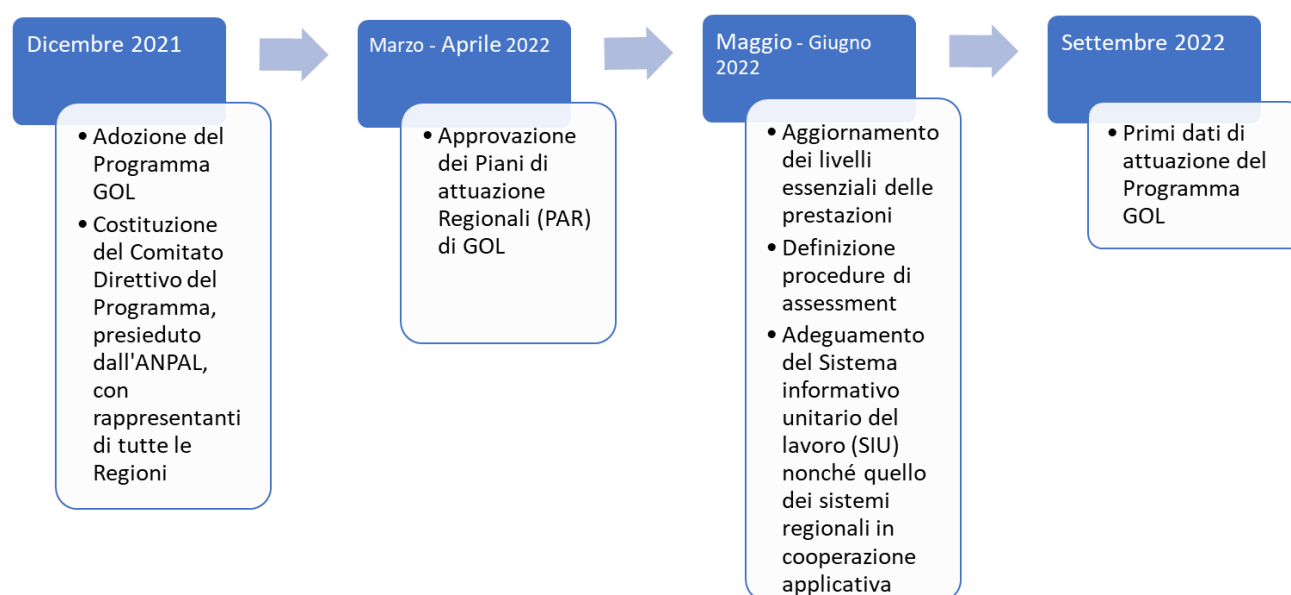 Dicembre 2021
• Adozione del
Programma
GOL
• Costituzione
del Comitato
Direttivo del
Programma,
presieduto
dall'ANPAL,
con
rappresentanti
di tutte le
Regioni
Marzo - Aprile 2022
• Approvazione
dei Piani di
attuazione
Regionali (PAR)
di GOL
Maggio - Giugno
2022
• Aggiornamento
dei livelli
essenziali delle
prestazioni
• Definizione
procedure di
assessment
• Adeguamento
del Sistema
informativo
unitario del
lavoro (SIU)
nonché quello
dei sistemi
regionali in
cooperazione
applicativa
Settembre 2022
• Primi dati di
attuazione del
Programma
GOL